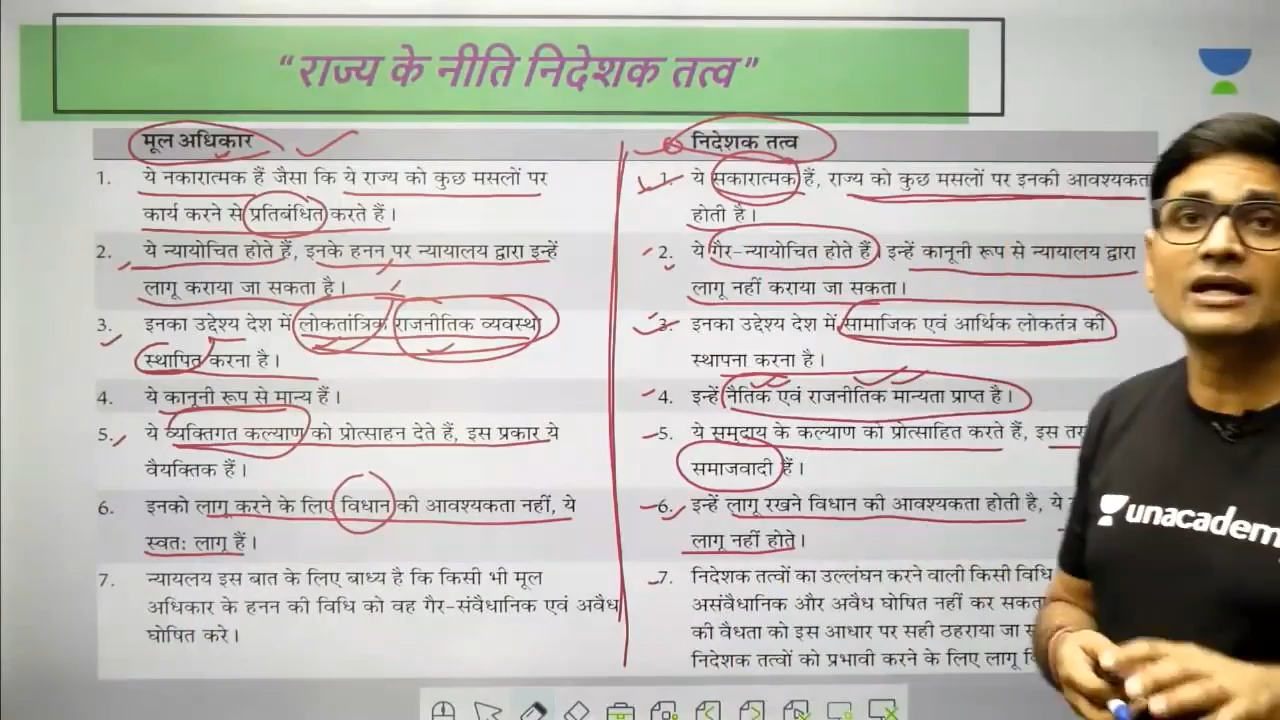 “राज्य के नीति निदेशक तत्व”
मूल अधिकार
निदेशक तत्व
1. ये नकारात्मक हैं जैसा कि ये राज्य को कुछ मसलों पर
कार्य करने से प्रतिबंधित करते हैं।
1. ये सकारात्मक हैं, राज्य को कुछ मसलों पर इनकी आवश्यकता
होती है।
2. ये न्यायोचित होते हैं, इनके हनन पर न्यायालय द्वारा इन्हें
लागू कराया जा सकता है।
2. ये गैर-न्यायोचित होते हैं। इन्हें कानूनी रूप से न्यायालय द्वारा
लागू नहीं कराया जा सकता।
3. इनका उद्देश्य देश में लोकतांत्रिक राजनीतिक व्यवस्था
स्थापित करना है।
3. इनका उद्देश्य देश में सामाजिक एवं आर्थिक लोकतंत्र की
स्थापना करना है।
4. ये कानूनी रूप से मान्य हैं।
4. इन्हें नैतिक एवं राजनीतिक मान्यता प्राप्त है।
5. ये व्यक्तिगत कल्याण को प्रोत्साहन देते हैं, इस प्रकार ये
वैयक्तिक हैं।
5. ये समुदाय के कल्याण को प्रोत्साहित करते हैं, इस
समाजवादी हैं।
6. इनको लागू करने के लिए विधान की आवश्यकता नहीं, ये
स्वतः लागू हैं।
6. इन्हें लागू रखने विधान की आवश्यकता होती है, ये
लागू नहीं होते।
7. न्यायलय इस बात के लिए बाध्य है कि किसी भी मूल
अधिकार के हनन की विधि को वह गैर-संवैधानिक एवं अवैध
घोषित करे।
7. निदेशक तत्वों का उल्लंघन करने वाली किसी विधि
असंवैधानिक और अवैध घोषित नहीं कर
की वैधता को इस आधार पर सही ठहराया जा
निदेशक तत्वों को प्रभावी करने के लिए लागू
unacadem